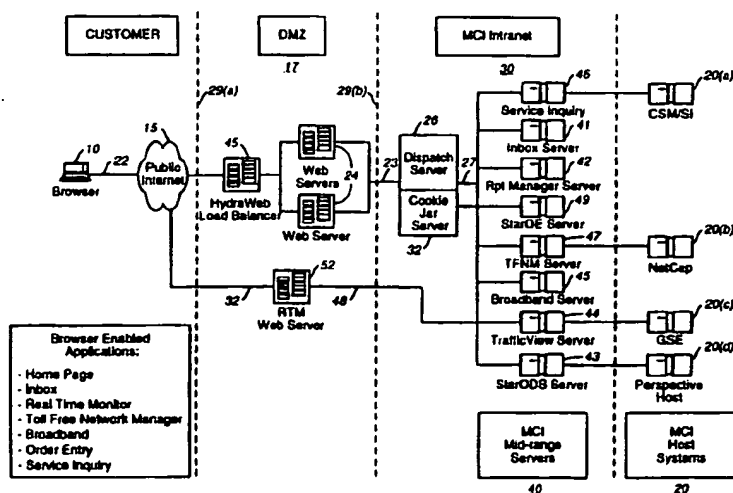 CUSTOMER
DMZ
17
MCI Intranet
30
29(a)
29(b)
46
20(a)
Service Inquiry
CSM/SI
10
22
15
Public
Internet
Browser
45
HydraWeb
Load Balancer
Web
Servers
24
Web Server
23
26
Dispatch
Server
27
Cookie
Jar Server
32
41
Inbox Server
42
Rpt Manager Server
49
StarOE Server
47
TFNM Server
20(b)
NetCap
45
Broadband Server
52
RTM
Web Server
32
48
44
TrafficView Server
20(c)
GSE
43
StarODS Server
20(d)
Perspective
Host
Browser Enabled
Applications:
- Home Page
- Inbox
- Real Time Monitor
- Toll Free Network Manager
- Broadband
- Order Entry
- Service Inquiry
MCI
Mid-range
Servers
40
MCI
Host
Systems
20